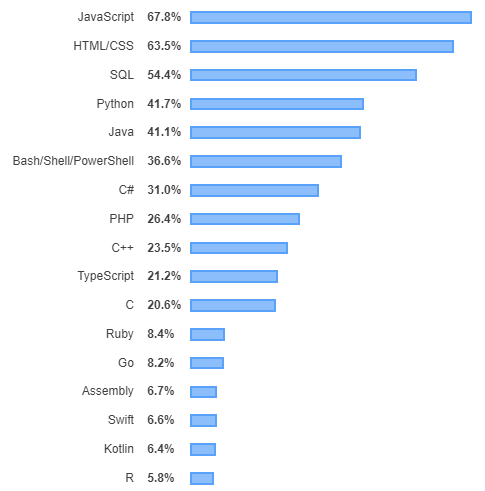 JavaScript 67.8%
HTML/CSS 63.5%
SQL 54.4%
Python 41.7%
Java 41.1%
Bash/Shell/PowerShell 36.6%
C# 31.0%
PHP 26.4%
C++ 23.5%
TypeScript 21.2%
C 20.6%
Ruby 8.4%
Go 8.2%
Assembly 6.7%
Swift 6.6%
Kotlin 6.4%
R 5.8%